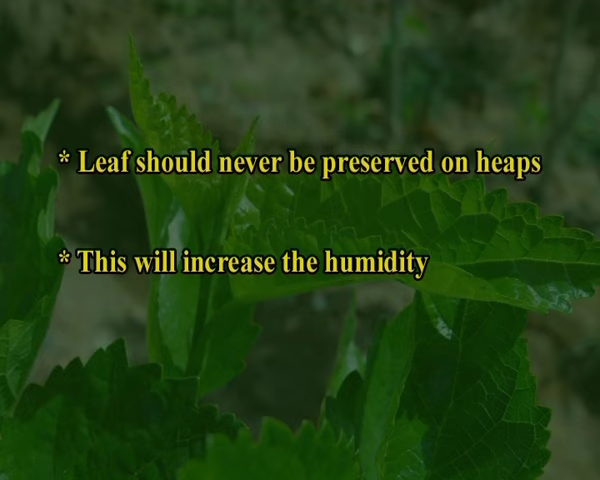 * Leaf should never be preserved on heaps
* This will increase the humidity